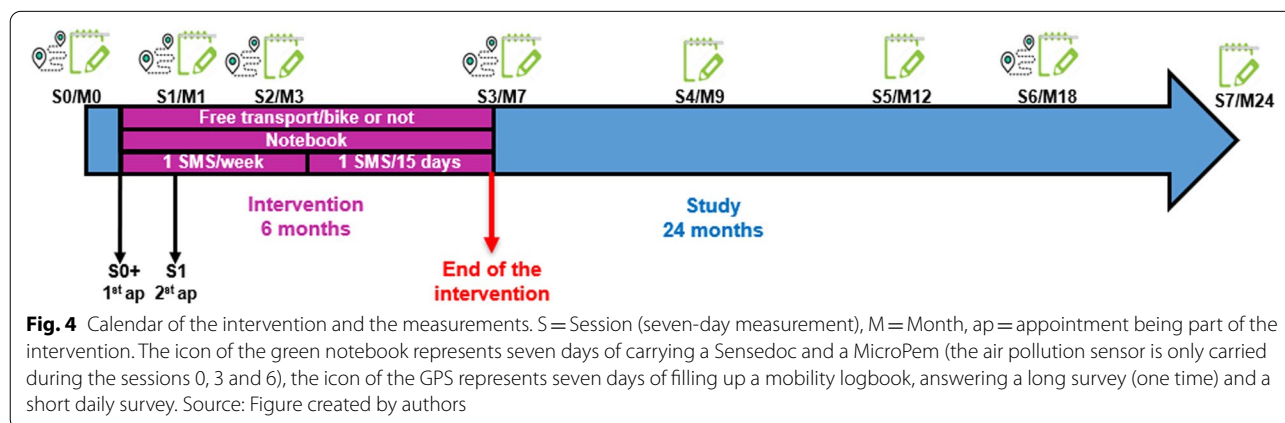 S0/M0 S1/M1 S2/M3 S3/M7 S4/M9 S5/M12 S6/M18 S7/M24
Free transport/bike or not
Notebook
1 SMS/week 1 SMS/15 days
Intervention
6 months
Study
24 months
S0+
1st ap
S1
2st ap
End of the
intervention
Fig. 4 Calendar of the intervention and the measurements. S = Session (seven-day measurement), M = Month, ap = appointment being part of the
intervention. The icon of the green notebook represents seven days of carrying a Sensedoc and a MicroPem (the air pollution sensor is only carried
during the sessions 0, 3 and 6), the icon of the GPS represents seven days of filling up a mobility logbook, answering a long survey (one time) and a
short daily survey. Source: Figure created by authors